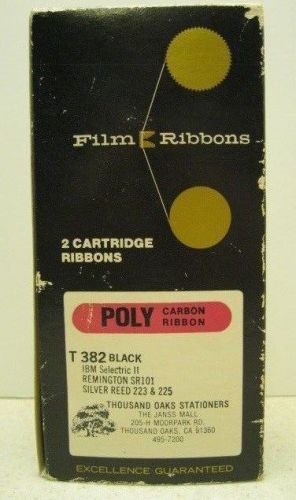 Film Ribbons
2 CARTRIDGE
RIBBONS
POLY CARBON
RIBBON
T 382 BLACK
IBM Selectric II
REMINGTON SR101
SILVER REED 223 & 225
THOUSAND OAKS STATIONERS
THE JANSS MALL
205-H MOORPARK RD.
THOUSAND OAKS, CA 91360
495-7200
EXCELLENCE GUARANTEED